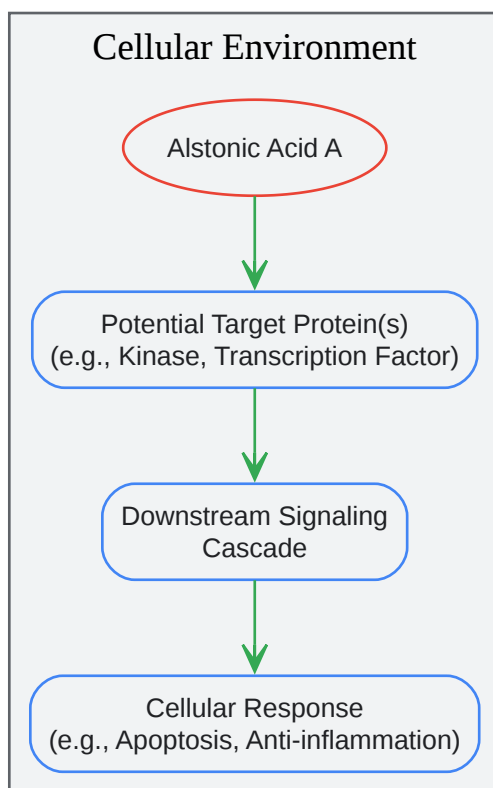 Cellular Environment
Alstonic Acid A
Potential Target Protein(s)
(e.g., Kinase, Transcription Factor)
Downstream Signaling
Cascade
Cellular Response
(e.g., Apoptosis, Anti-inflammation)